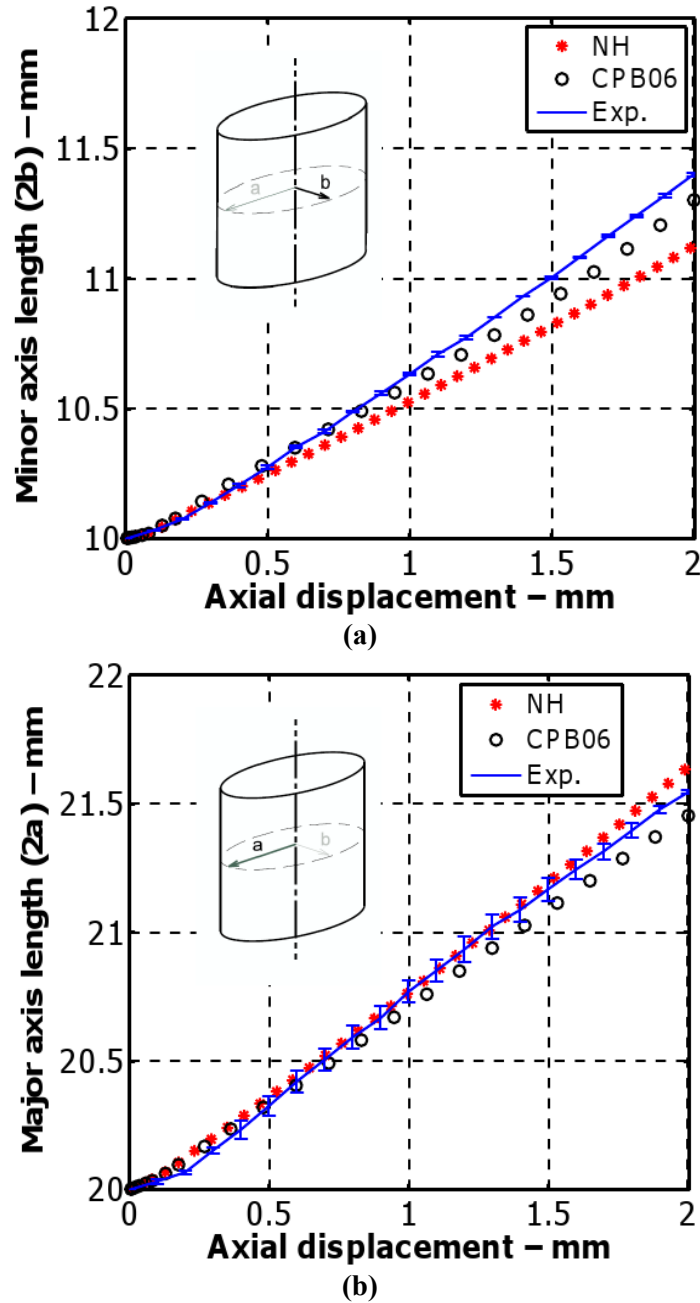 12
11.5
11
10.5
10
Minor axis length (2b) – mm
a
b
NH
CPB06
Exp.
0
0.5
1
1.5
2
Axial displacement – mm
(a)
22
21.5
21
20.5
20
Major axis length (2a) – mm
a
b
NH
CPB06
Exp.
0
0.5
1
1.5
2
Axial displacement – mm
(b)